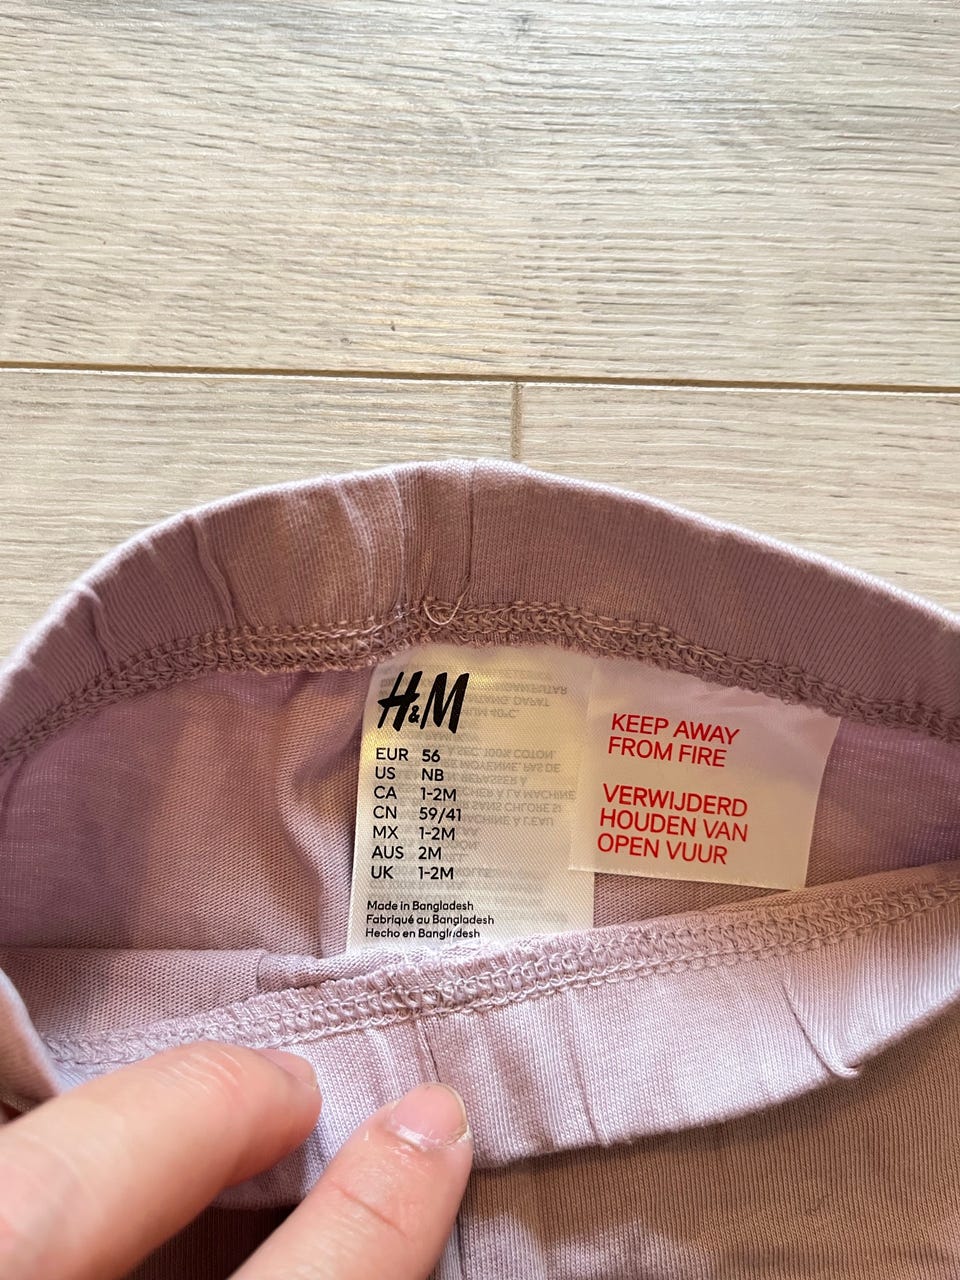 H&M
EUR 56
US NB
CA 1-2M
CN 59/41
MX 1-2M
AUS 2M
UK 1-2M
Made in Bangladesh
Fabriqué au Bangladesh
Hecho en Bangladesh
KEEP AWAY
FROM FIRE
VERWIJDERD
HOUDEN VAN
OPEN VUUR